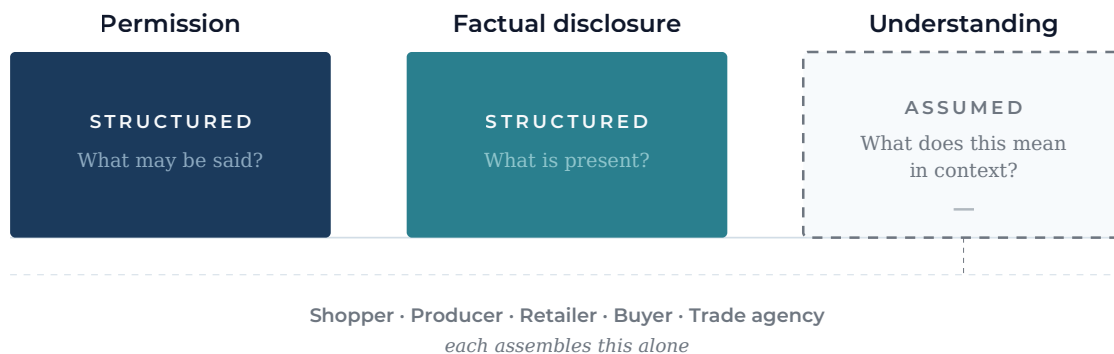 Permission
Factual disclosure
Understanding
STRUCTURED
What may be said?
STRUCTURED
What is present?
ASSUMED
What does this mean
in context?
—
Shopper · Producer · Retailer · Buyer · Trade agency
each assembles this alone